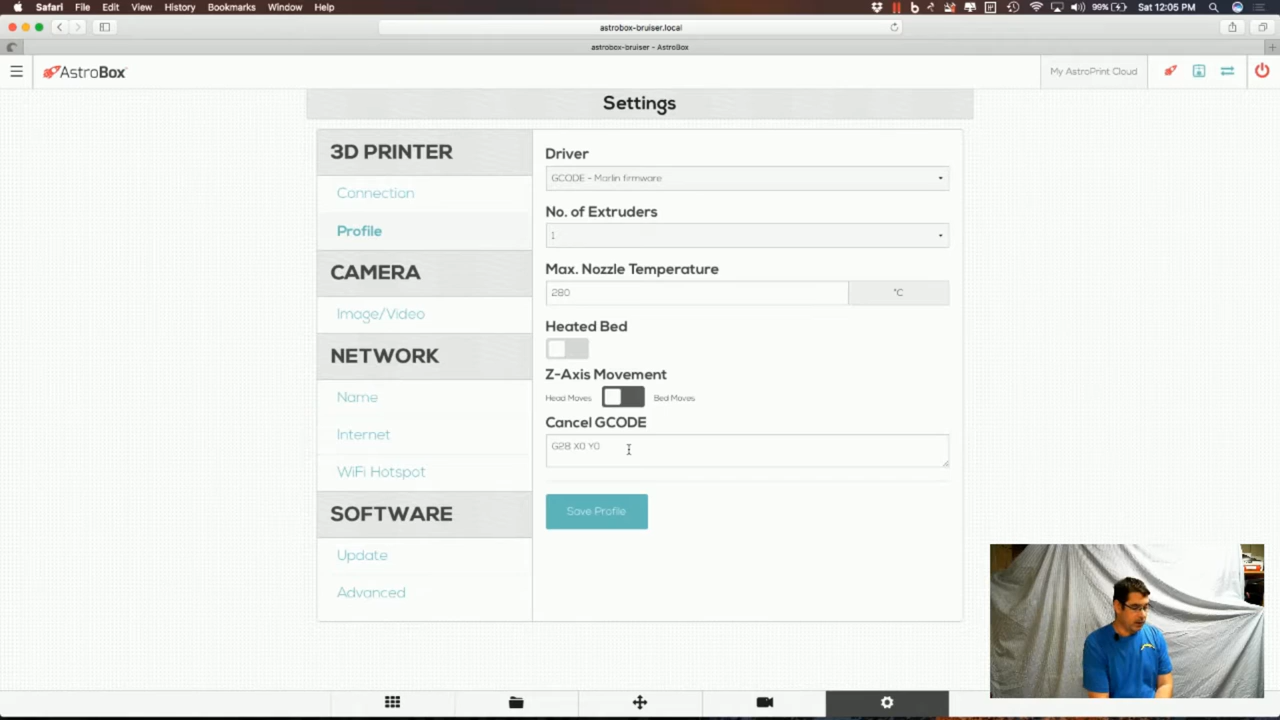 Safari File Edit View History Bookmarks Window Help 99% Sat 12:05 PM
astrobox-bruiser.local
astrobox-bruiser - AstroBox
AstroBox My AstroPrint Cloud
Settings
3D PRINTER
Connection
Profile
CAMERA
Image/Video
NETWORK
Name
Internet
WiFi Hotspot
SOFTWARE
Update
Advanced
Driver
GCODE - Marlin firmware
No. of Extruders
1
Max. Nozzle Temperature
280 °C
Heated Bed
Z-Axis Movement
Head Moves Bed Moves
Cancel GCODE
G28 X0 Y0
Save Profile